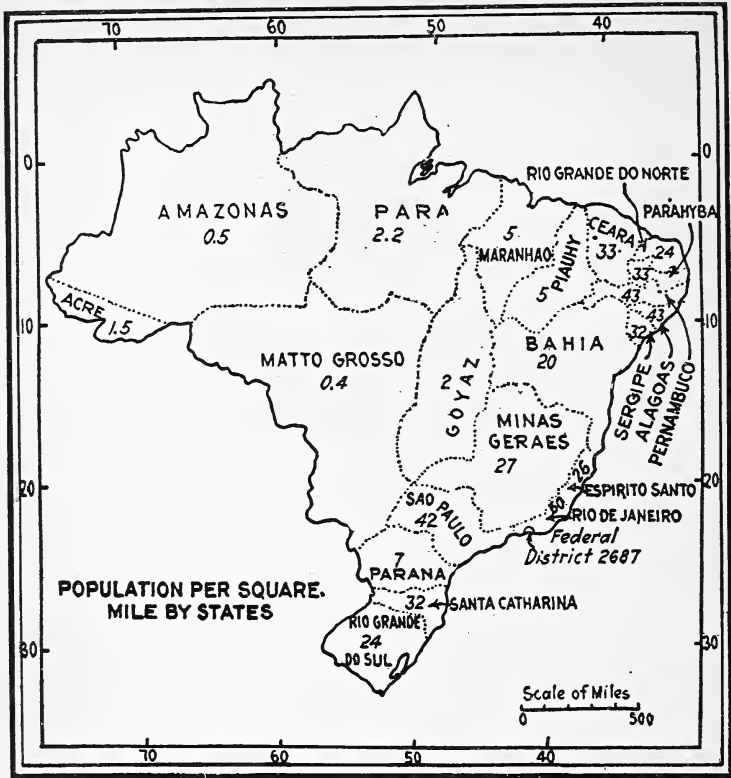 70
60
50
40
0
0
RIO GRANDE DO NORTE
PARAHYBA
AMAZONAS
0.5
PARA
2.2
5
MARANHAO
5
PIAUHY
CEARA
33
24
33
43
43
32
ACRE
1.5
10
10
MATTO GROSSO
0.4
2
GOYAZ
BAHIA
20
SERGIPE
ALAGOAS
PERNAMBUCO
MINAS
GERAES
27
20
20
26
ESPIRITO SANTO
50
RIO DE JANEIRO
Federal
District 2687
SAO PAULO
42
7
PARANA
POPULATION PER SQUARE.
MILE BY STATES
32
SANTA CATHARINA
RIO GRANDE
24
DO SUL
30
30
Scale of Miles
0
500
70
60
50
40